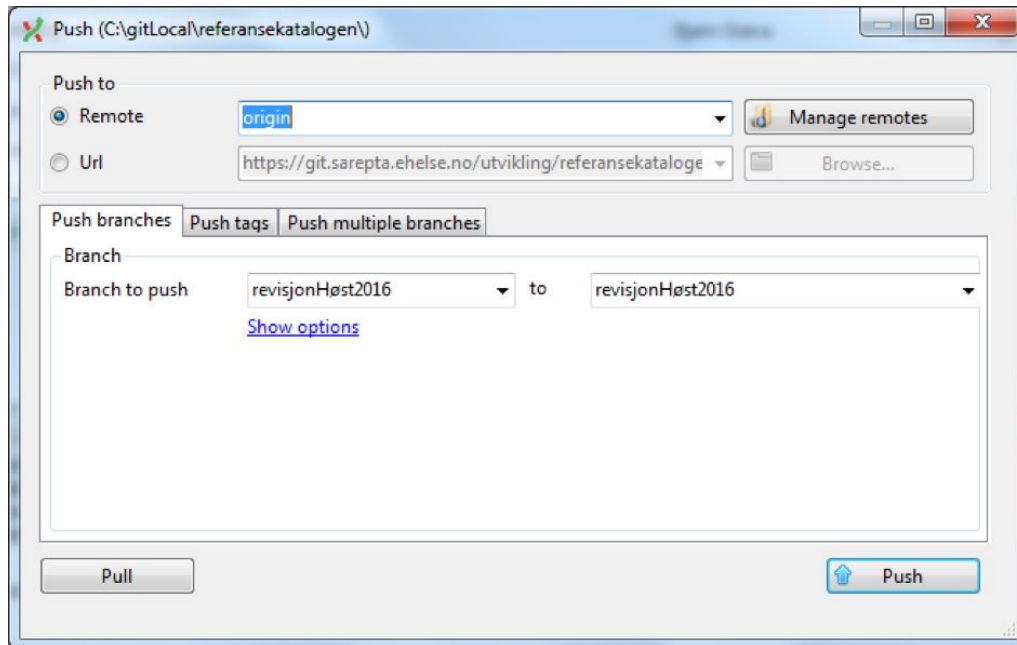 Push (C:\gitLocal\referansekatalogen\)
Push to
Remote origin Manage remotes
Url https://git.sarepta.ehelse.no/utvikling/referansekataloge Browse...
Push branches Push tags Push multiple branches
Branch
Branch to push revisjonHøst2016 to revisjonHøst2016
Show options
Pull Push